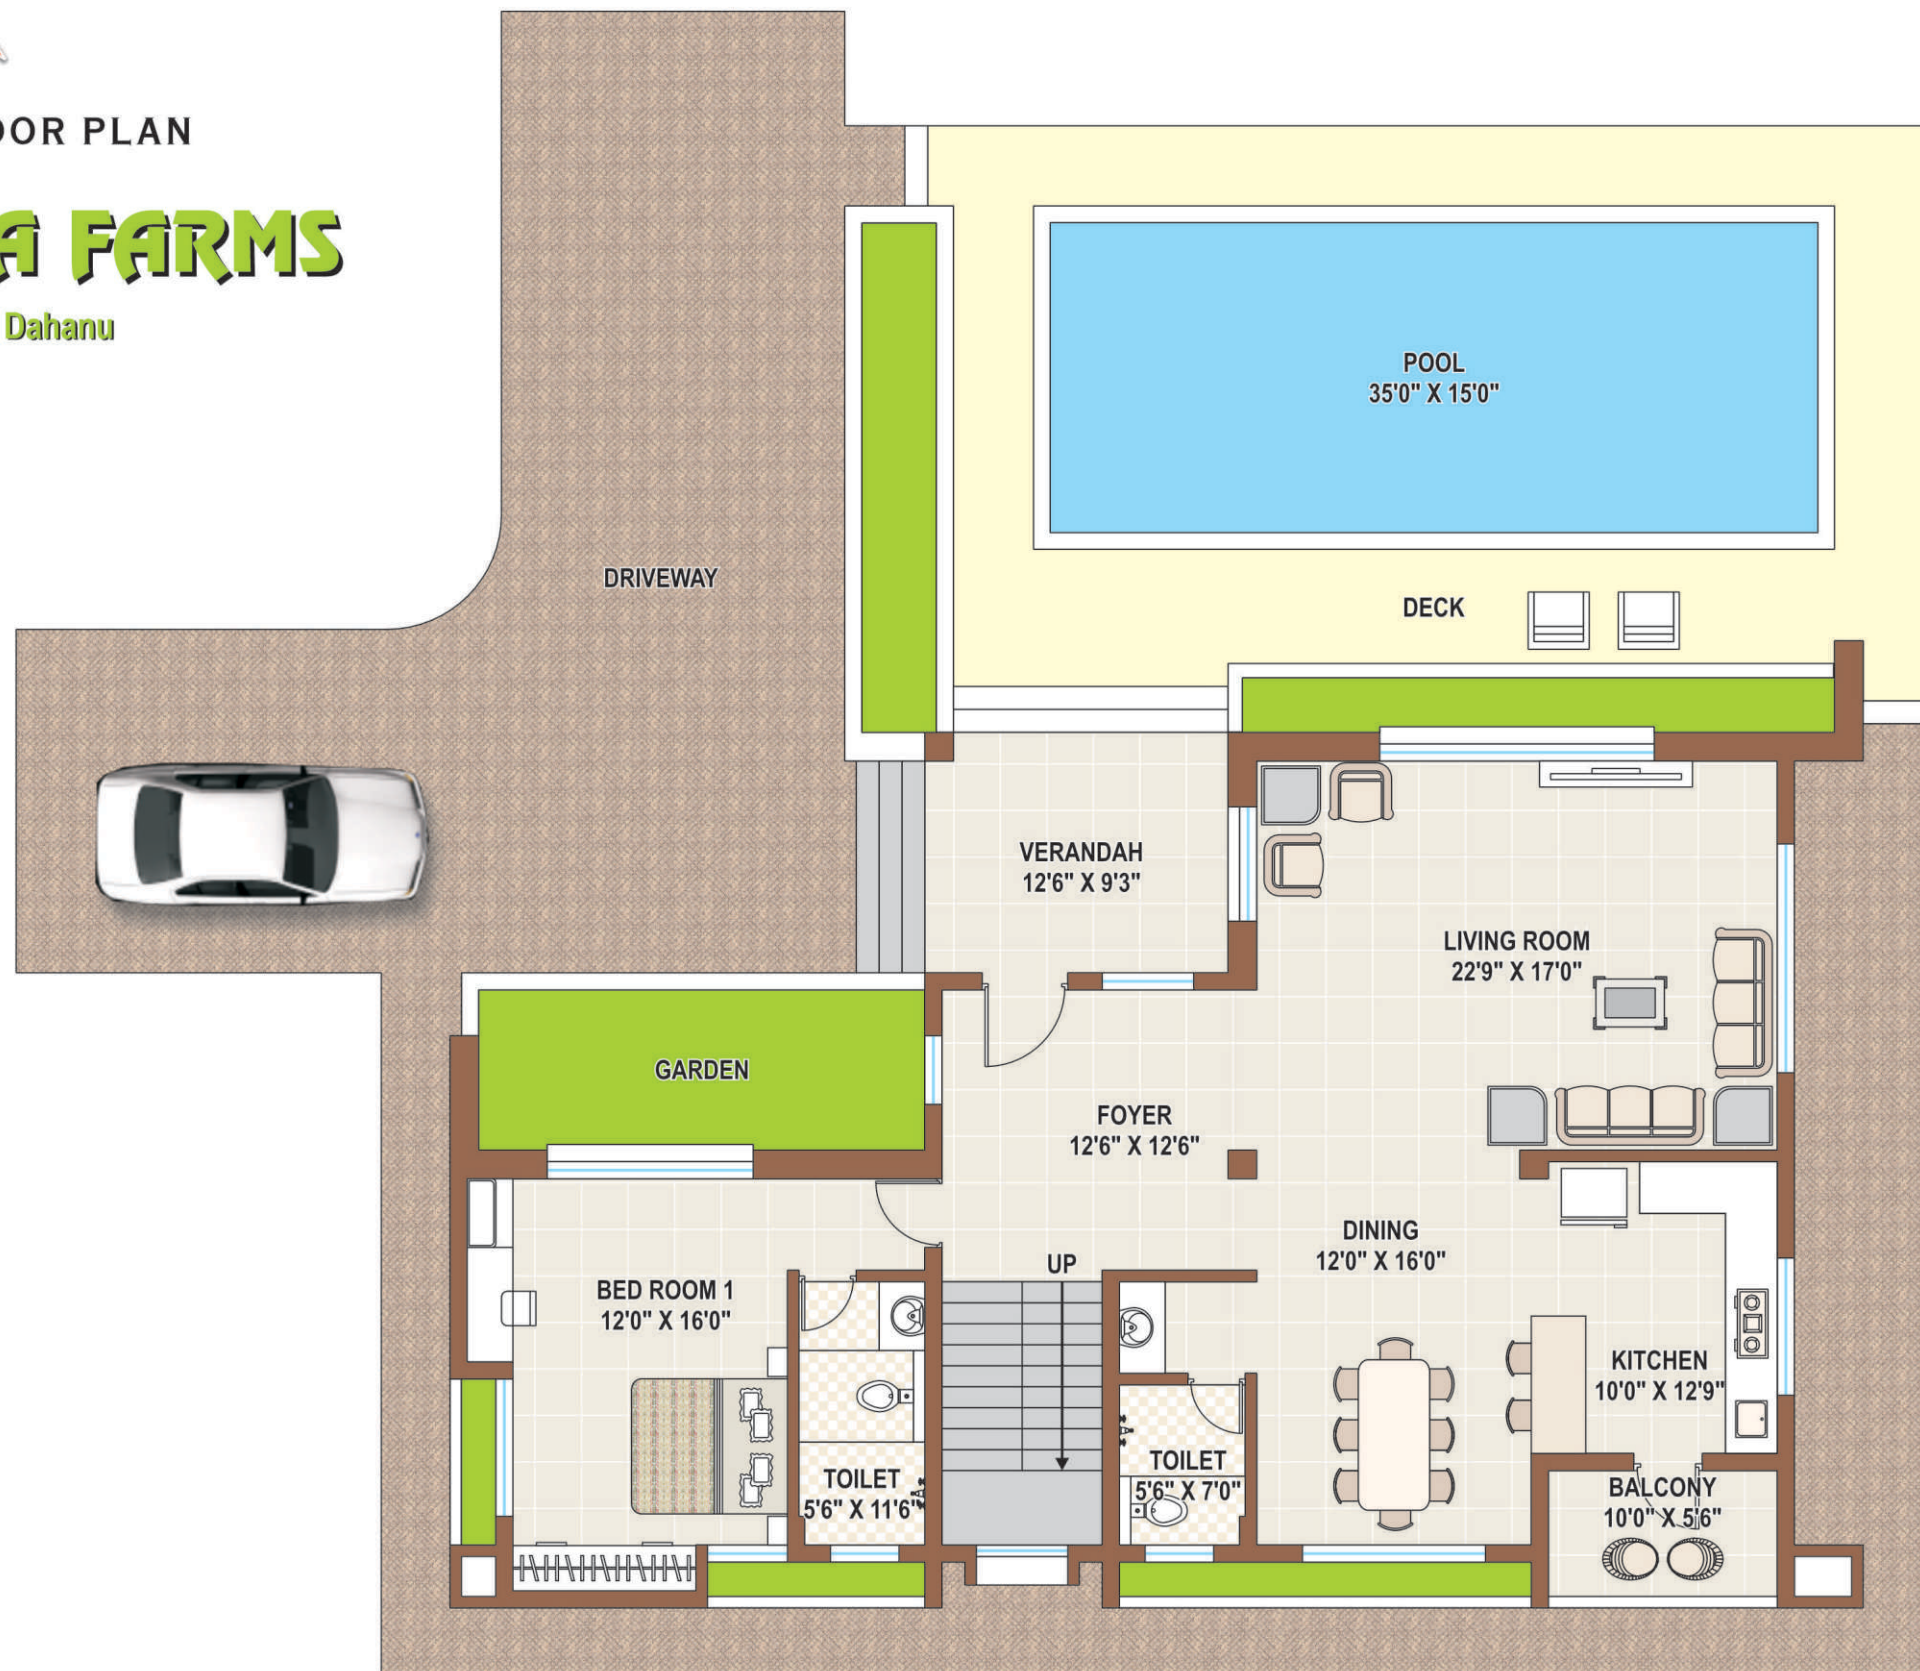 PLAN
FARMS
Dahanu
POOL
35'0" X 15'0"
DRIVEWAY
DECK
VERANDAH
12'6" X 9'3"
LIVING ROOM
22'9" X 17'0"
GARDEN
FOYER
12'6" X 12'6"
DINING
12'0" X 16'0"
UP
BED ROOM 1
12'0" X 16'0"
KITCHEN
10'0" X 12'9"
TOILET
5'6" X 11'6"
TOILET
5'6" X 7'0"
BALCONY
10'0" X 5'6"